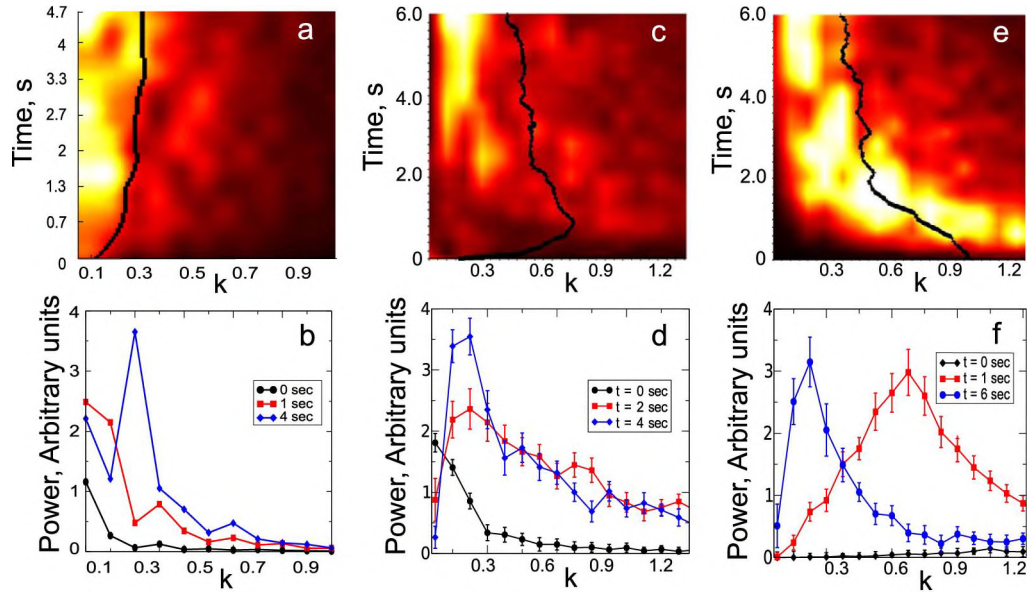 a
4.7
4
3.3
2.7
2
1.3
0.7
0
Time, s
0.1 0.3 0.6 0.9
k
c
6.0
4.0
2.0
0
Time, s
0.3 0.6 0.9 1.2
k
e
6.0
4.0
2.0
0
Time, s
0.3 0.6 0.9 1.2
k
b
4
3
2
1
0
Power, Arbitrary units
0 sec
1 sec
4 sec
0.1 0.3 0.6 0.9
k
d
4
3
2
1
0
Power, Arbitrary units
t = 0 sec
t = 2 sec
t = 4 sec
0.3 0.6 0.9 1.2
k
f
4
3
2
1
0
Power, Arbitrary units
t = 0 sec
t = 1 sec
t = 6 sec
0.3 0.6 0.9 1.2
k